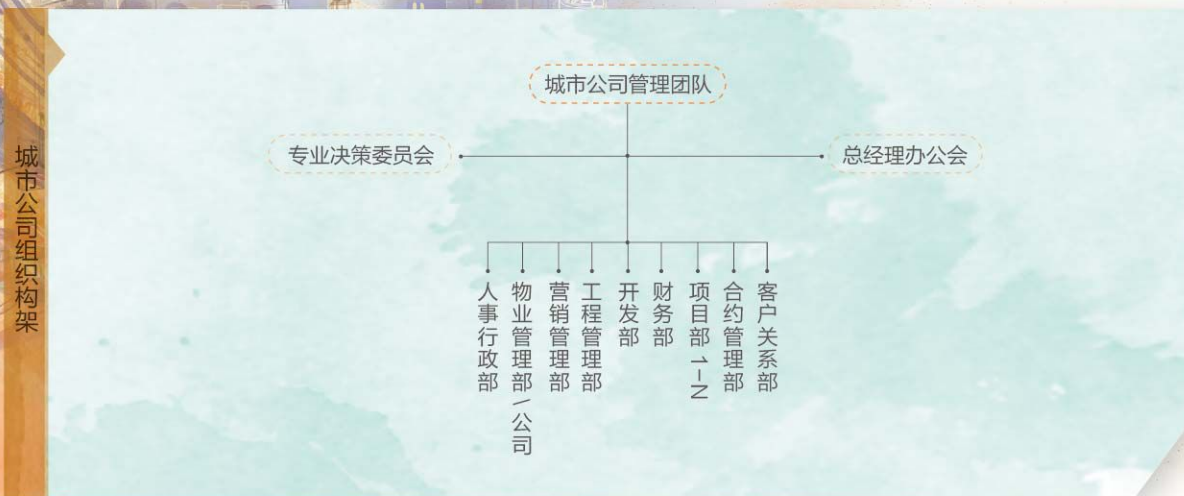 城市公司组织构架
城市公司管理团队
专业决策委员会
总经理办公会
人事行政部
物业管理部\公司
营销管理部
工程管理部
开发部
财务部
项目部 1-N
合约管理部
客户关系部